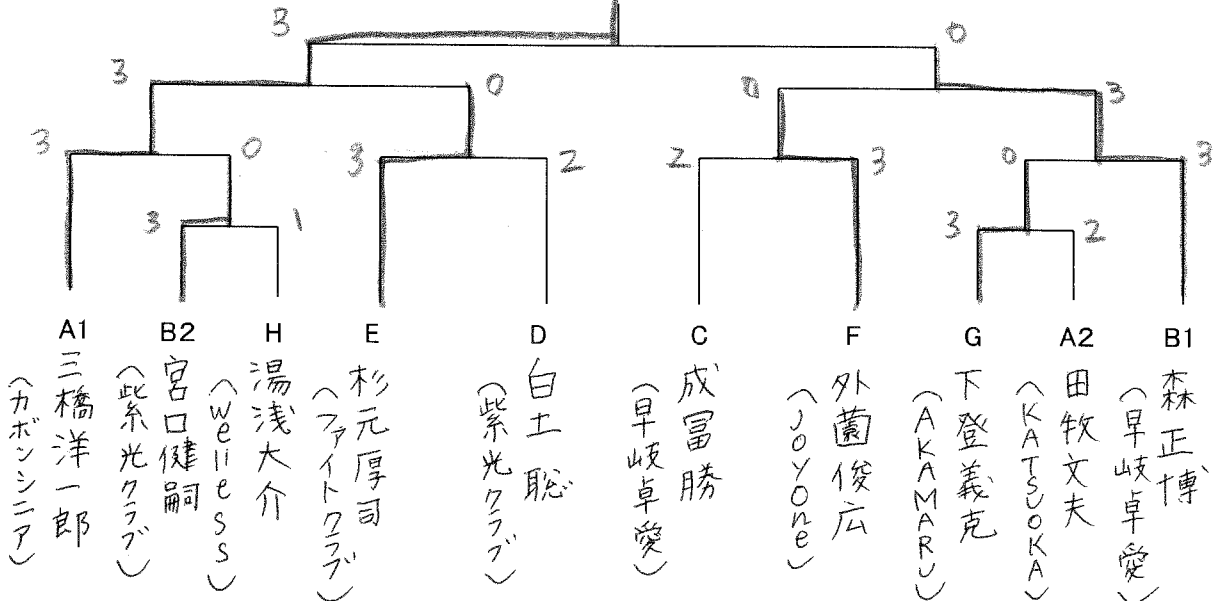 3 0
3 0 0 3
3 0 3 2 2 3 0 3
3 1 3 2
A1 B2 H E D C F G A2 B1
三橋洋一郎
(カボンシニア)
宮口健嗣
(紫光クラブ)
湯浅大介
(weliess)
杉元厚司
(ファイトクラブ)
白土聡
(紫光クラブ)
成冨勝
(早岐卓愛)
外薗俊広
(Joyone)
下登義克
(AKAMARU)
田牧文夫
(KATSUOKA)
森正博
(早岐卓愛)